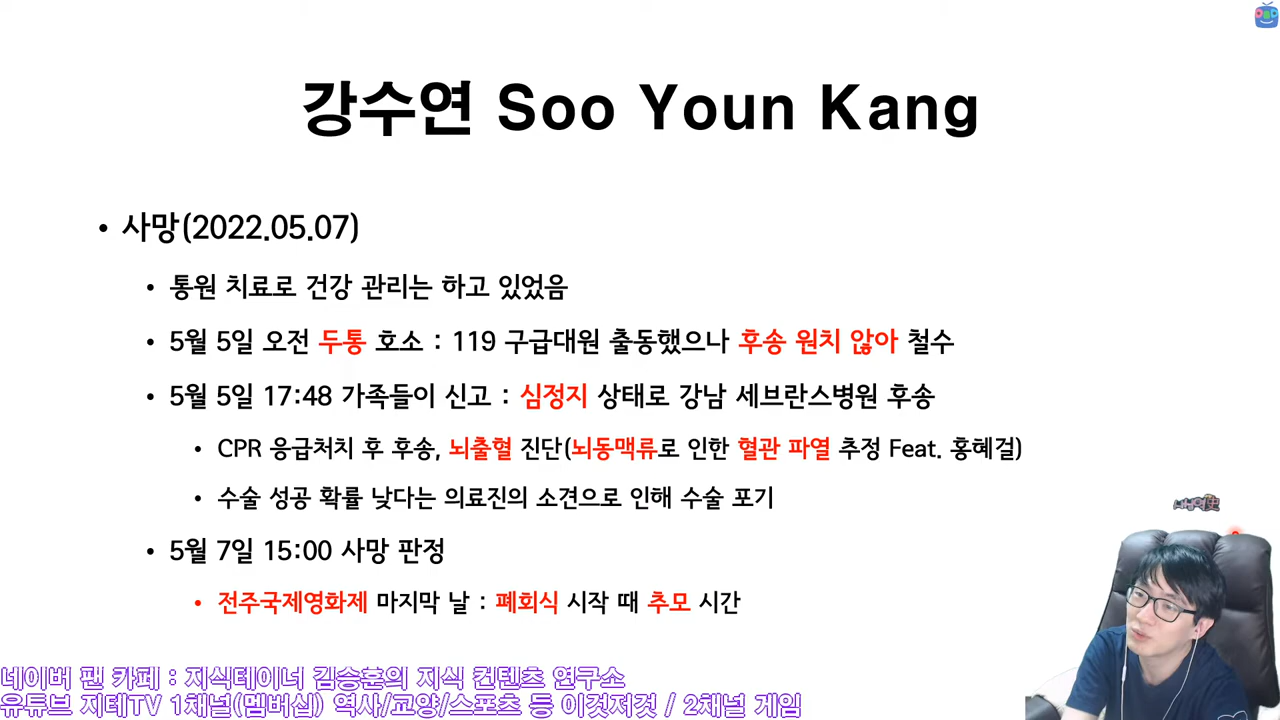 강수연 Soo Youn Kang
• 사망(2022.05.07)
• 통원 치료로 건강 관리는 하고 있었음
• 5월 5일 오전 두통 호소 : 119 구급대원 출동했으나 후송 원치 않아 철수
• 5월 5일 17:48 가족들이 신고 : 심정지 상태로 강남 세브란스병원 후송
• CPR 응급처치 후 후송, 뇌출혈 진단(뇌동맥류로 인한 혈관 파열 추정 Feat. 홍혜걸)
• 수술 성공 확률 낮다는 의료진의 소견으로 인해 수술 포기
• 5월 7일 15:00 사망 판정
• 전주국제영화제 마지막 날 : 폐회식 시작 때 추모 시간
네이버 팬 카페 : 지식테이너 김승훈의 지식 컨텐츠 연구소
유튜브 지테TV 1채널(멤버십) 역사/교양/스포츠 등 이것저것 / 2채널 게임